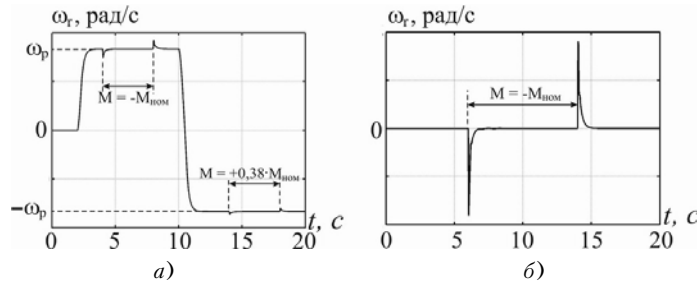 ωᵣ, рад/с
ωₚ
M = -Mном
0
M = +0,38·Mном
−ωₚ
0 5 10 15 20
t, с
а)
ωᵣ, рад/с
M = -Mном
0
0 5 10 15 20
t, с
б)